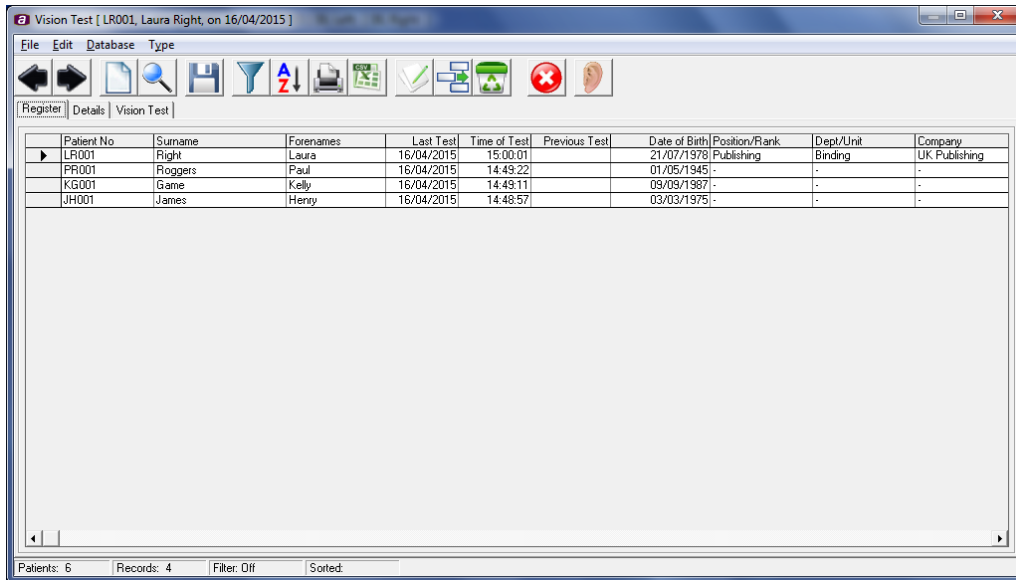 Vision Test [ LR001, Laura Right, on 16/04/2015 ]
File Edit Database Type
A Z CSV
Register Details Vision Test
Patient No Surname Forenames Last Test Time of Test Previous Test Date of Birth Position/Rank Dept/Unit Company
LR001 Right Laura 16/04/2015 15:00:01 21/07/1978 Publishing Binding UK Publishing
PR001 Roggers Paul 16/04/2015 14:49:22 01/05/1945 - - -
KG001 Game Kelly 16/04/2015 14:49:11 09/09/1987 - - -
JH001 James Henry 16/04/2015 14:48:57 03/03/1975 - - -
Patients: 6 Records: 4 Filter: Off Sorted: